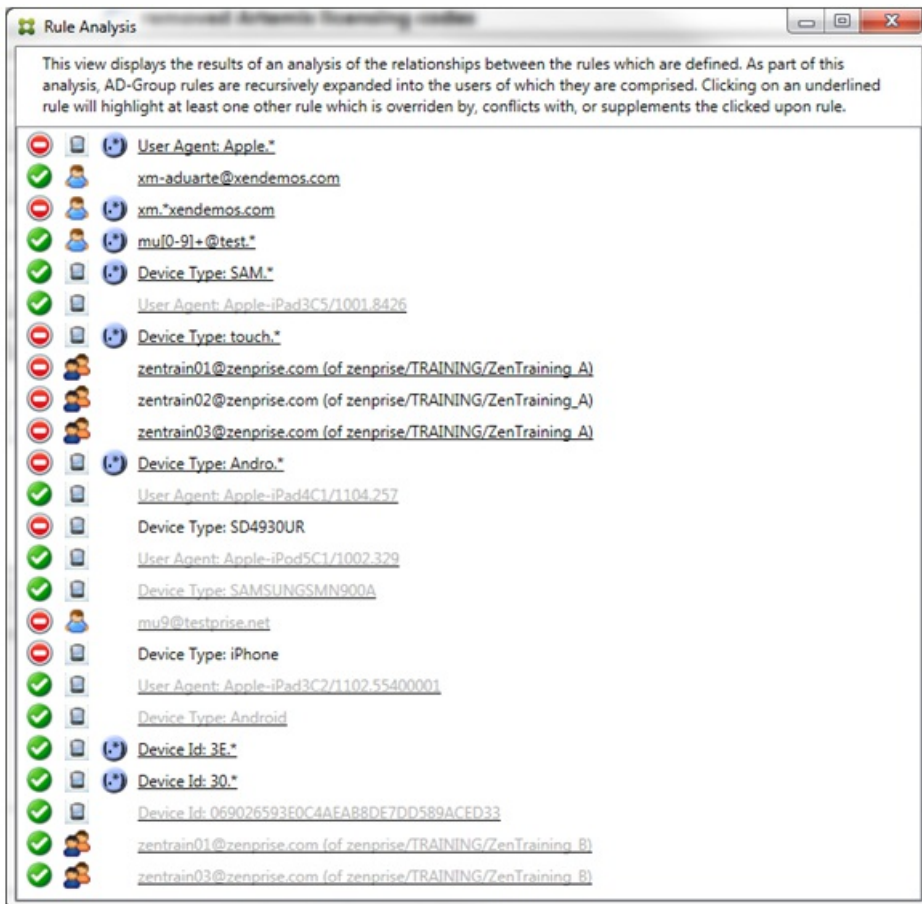 removed Artemis licensing codes
Rule Analysis
This view displays the results of an analysis of the relationships between the rules which are defined. As part of this
analysis, AD-Group rules are recursively expanded into the users of which they are comprised. Clicking on an underlined
rule will highlight at least one other rule which is overriden by, conflicts with, or supplements the clicked upon rule.
(.*) User Agent: Apple.*
xm-aduarte@xendemos.com
(.*) xm.*xendemos.com
(.*) mu[0-9]+@test.*
(.*) Device Type: SAM.*
User Agent: Apple-iPad3C5/1001.8426
(.*) Device Type: touch.*
zentrain01@zenprise.com (of zenprise/TRAINING/ZenTraining_A)
zentrain02@zenprise.com (of zenprise/TRAINING/ZenTraining_A)
zentrain03@zenprise.com (of zenprise/TRAINING/ZenTraining_A)
(.*) Device Type: Andro.*
User Agent: Apple-iPad4C1/1104.257
Device Type: SD4930UR
User Agent: Apple-iPod5C1/1002.329
Device Type: SAMSUNGSMN900A
mu9@testprise.net
Device Type: iPhone
User Agent: Apple-iPad3C2/1102.55400001
Device Type: Android
(.*) Device Id: 3E.*
(.*) Device Id: 30.*
Device Id: 069026593E0C4AEAB8DE7DD589ACED33
zentrain01@zenprise.com (of zenprise/TRAINING/ZenTraining_B)
zentrain03@zenprise.com (of zenprise/TRAINING/ZenTraining_B)